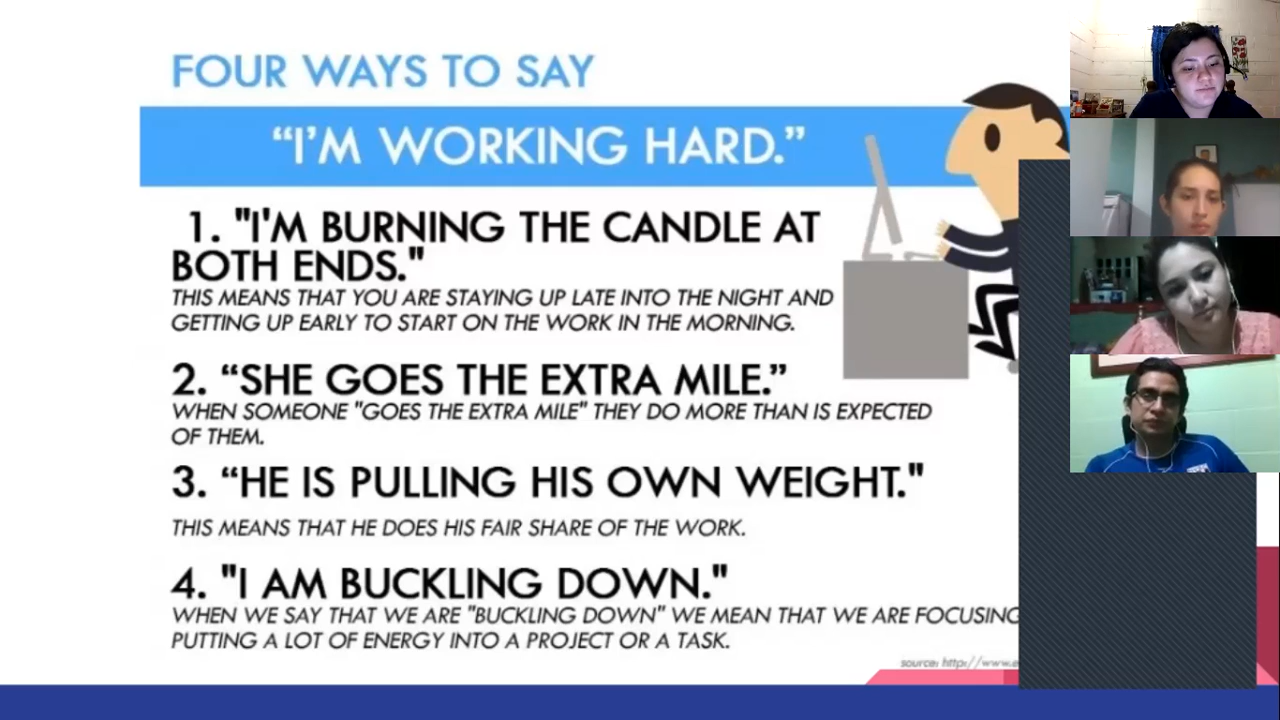 FOUR WAYS TO SAY
“I’M WORKING HARD.”
1. "I'M BURNING THE CANDLE AT
BOTH ENDS."
THIS MEANS THAT YOU ARE STAYING UP LATE INTO THE NIGHT AND
GETTING UP EARLY TO START ON THE WORK IN THE MORNING.
2. “SHE GOES THE EXTRA MILE.”
WHEN SOMEONE "GOES THE EXTRA MILE" THEY DO MORE THAN IS EXPECTED
OF THEM.
3. “HE IS PULLING HIS OWN WEIGHT."
THIS MEANS THAT HE DOES HIS FAIR SHARE OF THE WORK.
4. "I AM BUCKLING DOWN."
WHEN WE SAY THAT WE ARE "BUCKLING DOWN" WE MEAN THAT WE ARE FOCUSING
PUTTING A LOT OF ENERGY INTO A PROJECT OR A TASK.
source: http://www.e